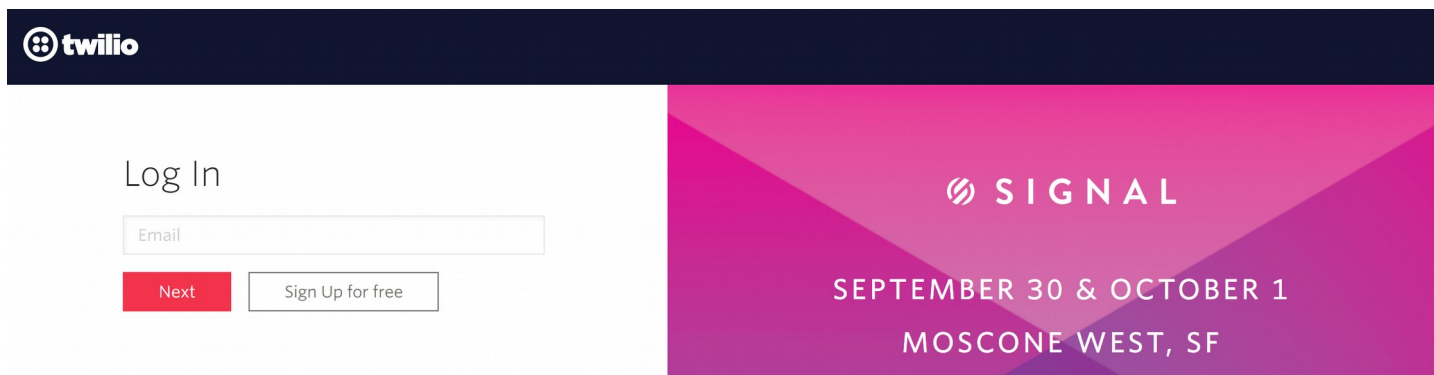 twilio
Log In
Email
Next
Sign Up for free
SIGNAL
SEPTEMBER 30 & OCTOBER 1
MOSCONE WEST, SF